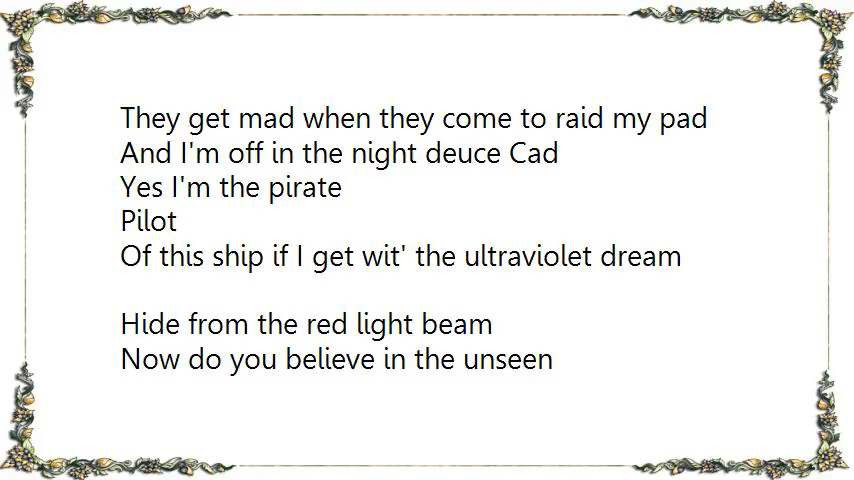 They get mad when they come to raid my pad
And I'm off in the night deuce Cad
Yes I'm the pirate
Pilot
Of this ship if I get wit' the ultraviolet dream
Hide from the red light beam
Now do you believe in the unseen